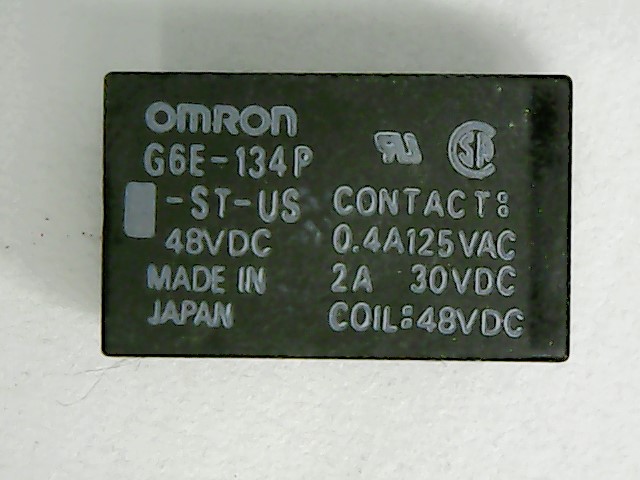 omRon
G6E-134P
-ST-US
48VDC
MADE IN
JAPAN
CONTACT:
0.4A125VAC
2A 30VDC
COIL:48VDC